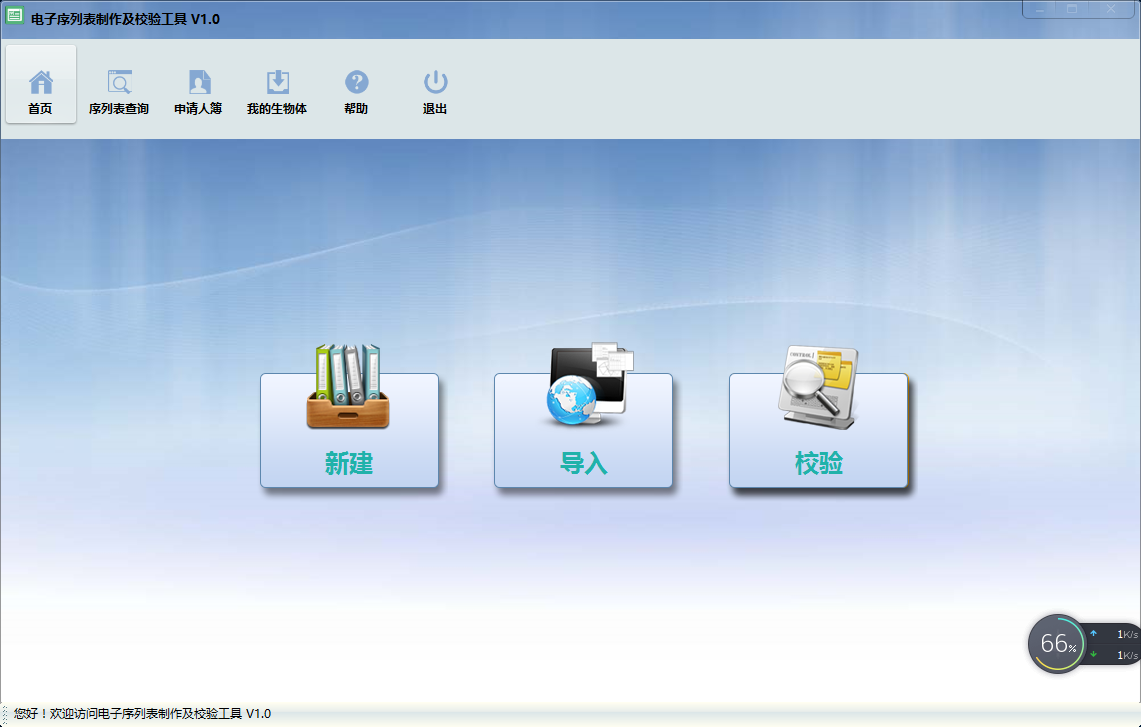 电子序列表制作及校验工具 V1.0
首页
序列表查询
申请人簿
我的生物体
帮助
退出
新建
导入
校验
66%
1K/s
1K/s
您好！欢迎访问电子序列表制作及校验工具 V1.0